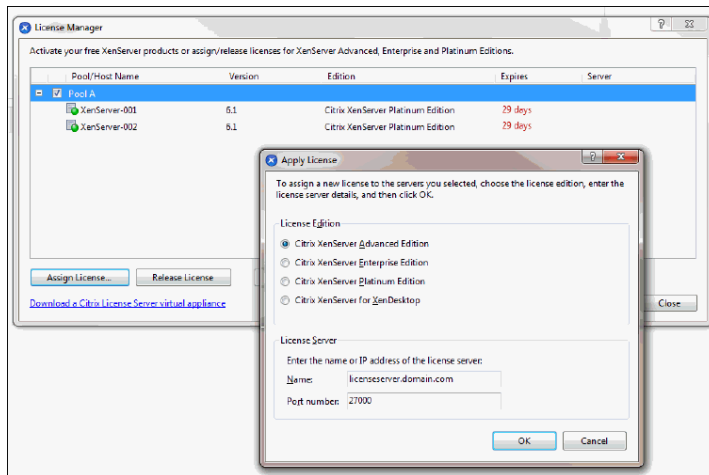 License Manager
Activate your free XenServer products or assign/release licenses for XenServer Advanced, Enterprise and Platinum Editions.
Pool/Host Name Version Edition Expires Server
Pool A
XenServer-001 6.1 Citrix XenServer Platinum Edition 29 days
XenServer-002 6.1 Citrix XenServer Platinum Edition 29 days
Assign License... Release License
Download a Citrix License Server virtual appliance
Close
Apply License
To assign a new license to the servers you selected, choose the license edition, enter the
license server details, and then click OK.
License Edition
Citrix XenServer Advanced Edition
Citrix XenServer Enterprise Edition
Citrix XenServer Platinum Edition
Citrix XenServer for XenDesktop
License Server
Enter the name or IP address of the license server:
Name: licenseserver.domain.com
Port number: 27000
OK Cancel